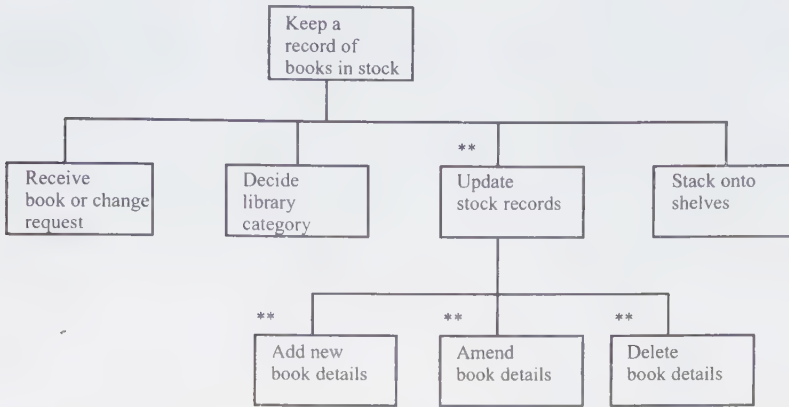 Keep a
record of
books in stock
**
Receive
book or change
request
Decide
library
category
Update
stock records
Stack onto
shelves
**
**
**
Add new
book details
Amend
book details
Delete
book details